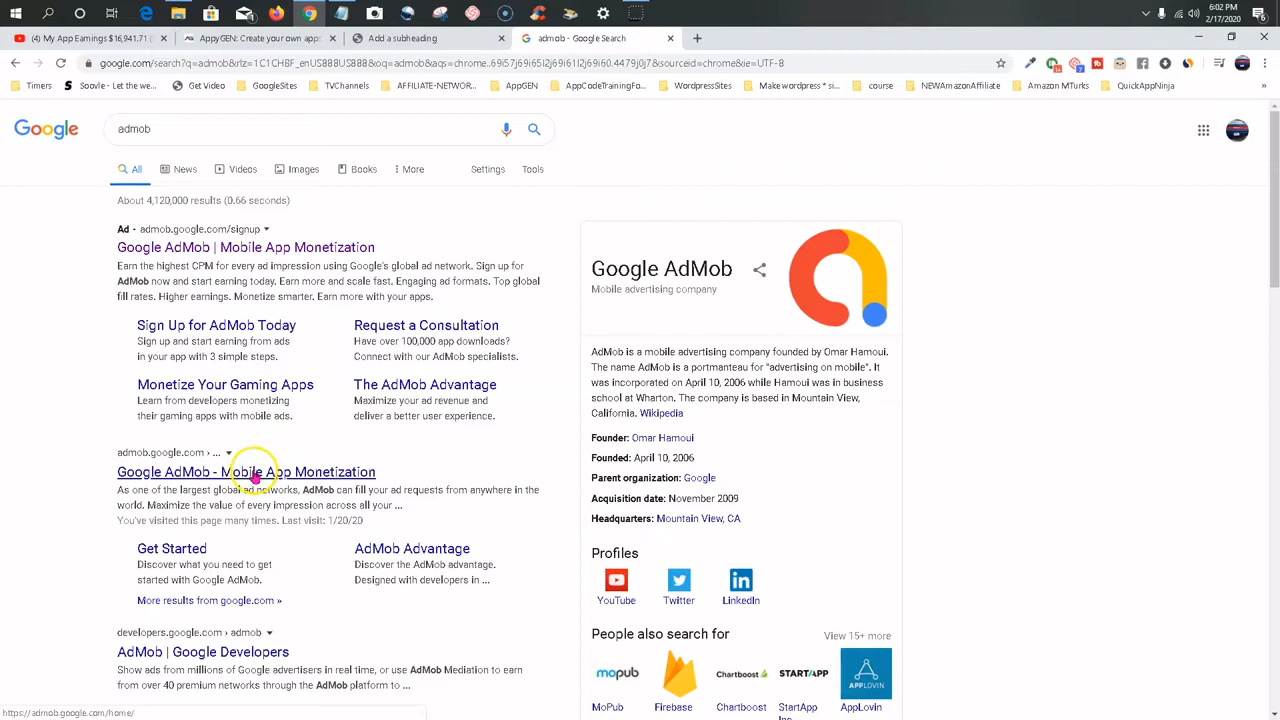 6:02 PM
2/17/2020
(4) My App Earnings $16,941.71 (
AppyGEN: Create your own apps
Add a subheading
admob - Google Search
google.com/search?q=admob&rlz=1C1CHBF_enUS888US888&oq=admob&aqs=chrome..69i57j69i65l2j69i61l2j69i60.4479j0j7&sourceid=chrome&ie=UTF-8
Timers
Soovle - Let the we...
Get Video
GoogleSites
TVChannels
AFFILIATE-NETWOR...
AppGEN
AppCodeTrainingFo...
WordpressSites
Make wordpress * si...
course
NEWAmazonAffiliate
Amazon MTurks
QuickAppNinja
»
Google
admob
All
News
Videos
Images
Books
More
Settings
Tools
About 4,120,000 results (0.66 seconds)
Ad · admob.google.com/signup
Google AdMob | Mobile App Monetization
Earn the highest CPM for every ad impression using Google's global ad network. Sign up for
AdMob now and start earning today. Earn more and scale fast. Engaging ad formats. Top global
fill rates. Higher earnings. Monetize smarter. Earn more with your apps.
Sign Up for AdMob Today
Sign up and start earning from ads
in your app with 3 simple steps.
Request a Consultation
Have over 100,000 app downloads?
Connect with our AdMob specialists.
Monetize Your Gaming Apps
Learn from developers monetizing
their gaming apps with mobile ads.
The AdMob Advantage
Maximize your ad revenue and
deliver a better user experience.
admob.google.com › ...
Google AdMob - Mobile App Monetization
As one of the largest global ad networks, AdMob can fill your ad requests from anywhere in the
world. Maximize the value of every impression across all your ...
You've visited this page many times. Last visit: 1/20/20
Get Started
Discover what you need to get
started with Google AdMob.
AdMob Advantage
Discover the AdMob advantage.
Designed with developers in ...
More results from google.com »
developers.google.com › admob
AdMob | Google Developers
Show ads from millions of Google advertisers in real time, or use AdMob Mediation to earn
from over 40 premium networks through the AdMob platform to ...
https://admob.google.com/home/
Google AdMob
Mobile advertising company
AdMob is a mobile advertising company founded by Omar Hamoui.
The name AdMob is a portmanteau for "advertising on mobile". It
was incorporated on April 10, 2006 while Hamoui was in business
school at Wharton. The company is based in Mountain View,
California. Wikipedia
Founder: Omar Hamoui
Founded: April 10, 2006
Parent organization: Google
Acquisition date: November 2009
Headquarters: Mountain View, CA
Profiles
YouTube
Twitter
LinkedIn
People also search for
View 15+ more
mopub
Chartboost
STARTAPP
APPLOVIN
MoPub
Firebase
Chartboost
StartApp
Inc.
AppLovin